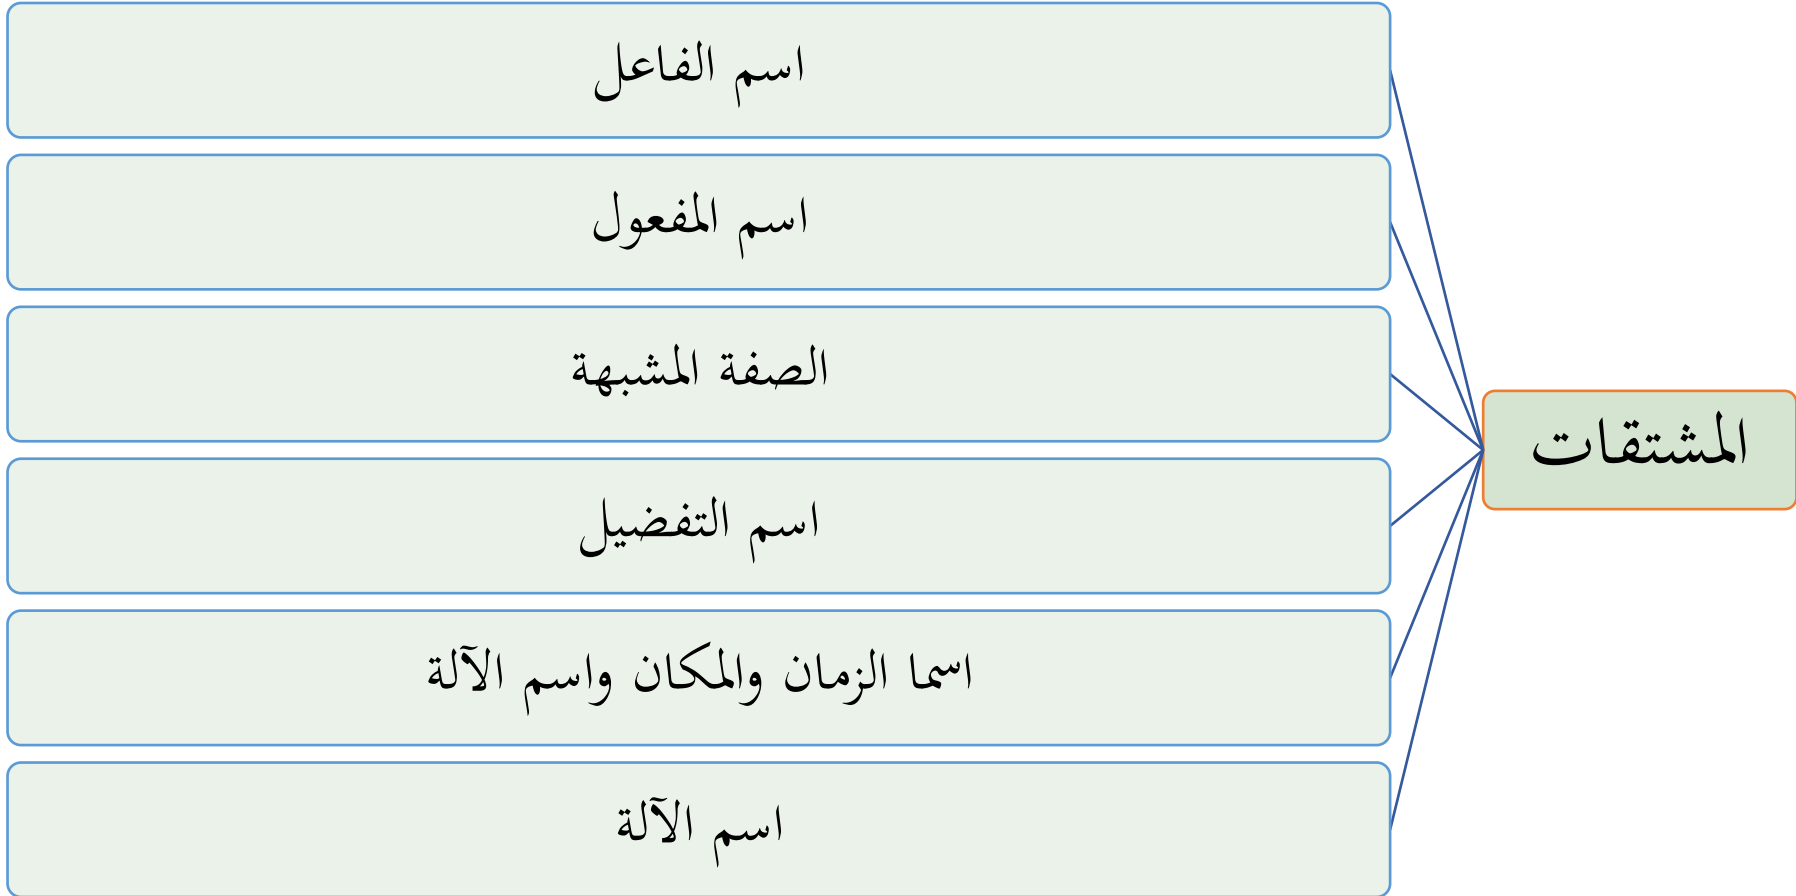 المشتقات
اسم الفاعل
اسم المفعول
الصفة المشبهة
اسم التفضيل
اسما الزمان والمكان واسم الآلة
اسم الآلة